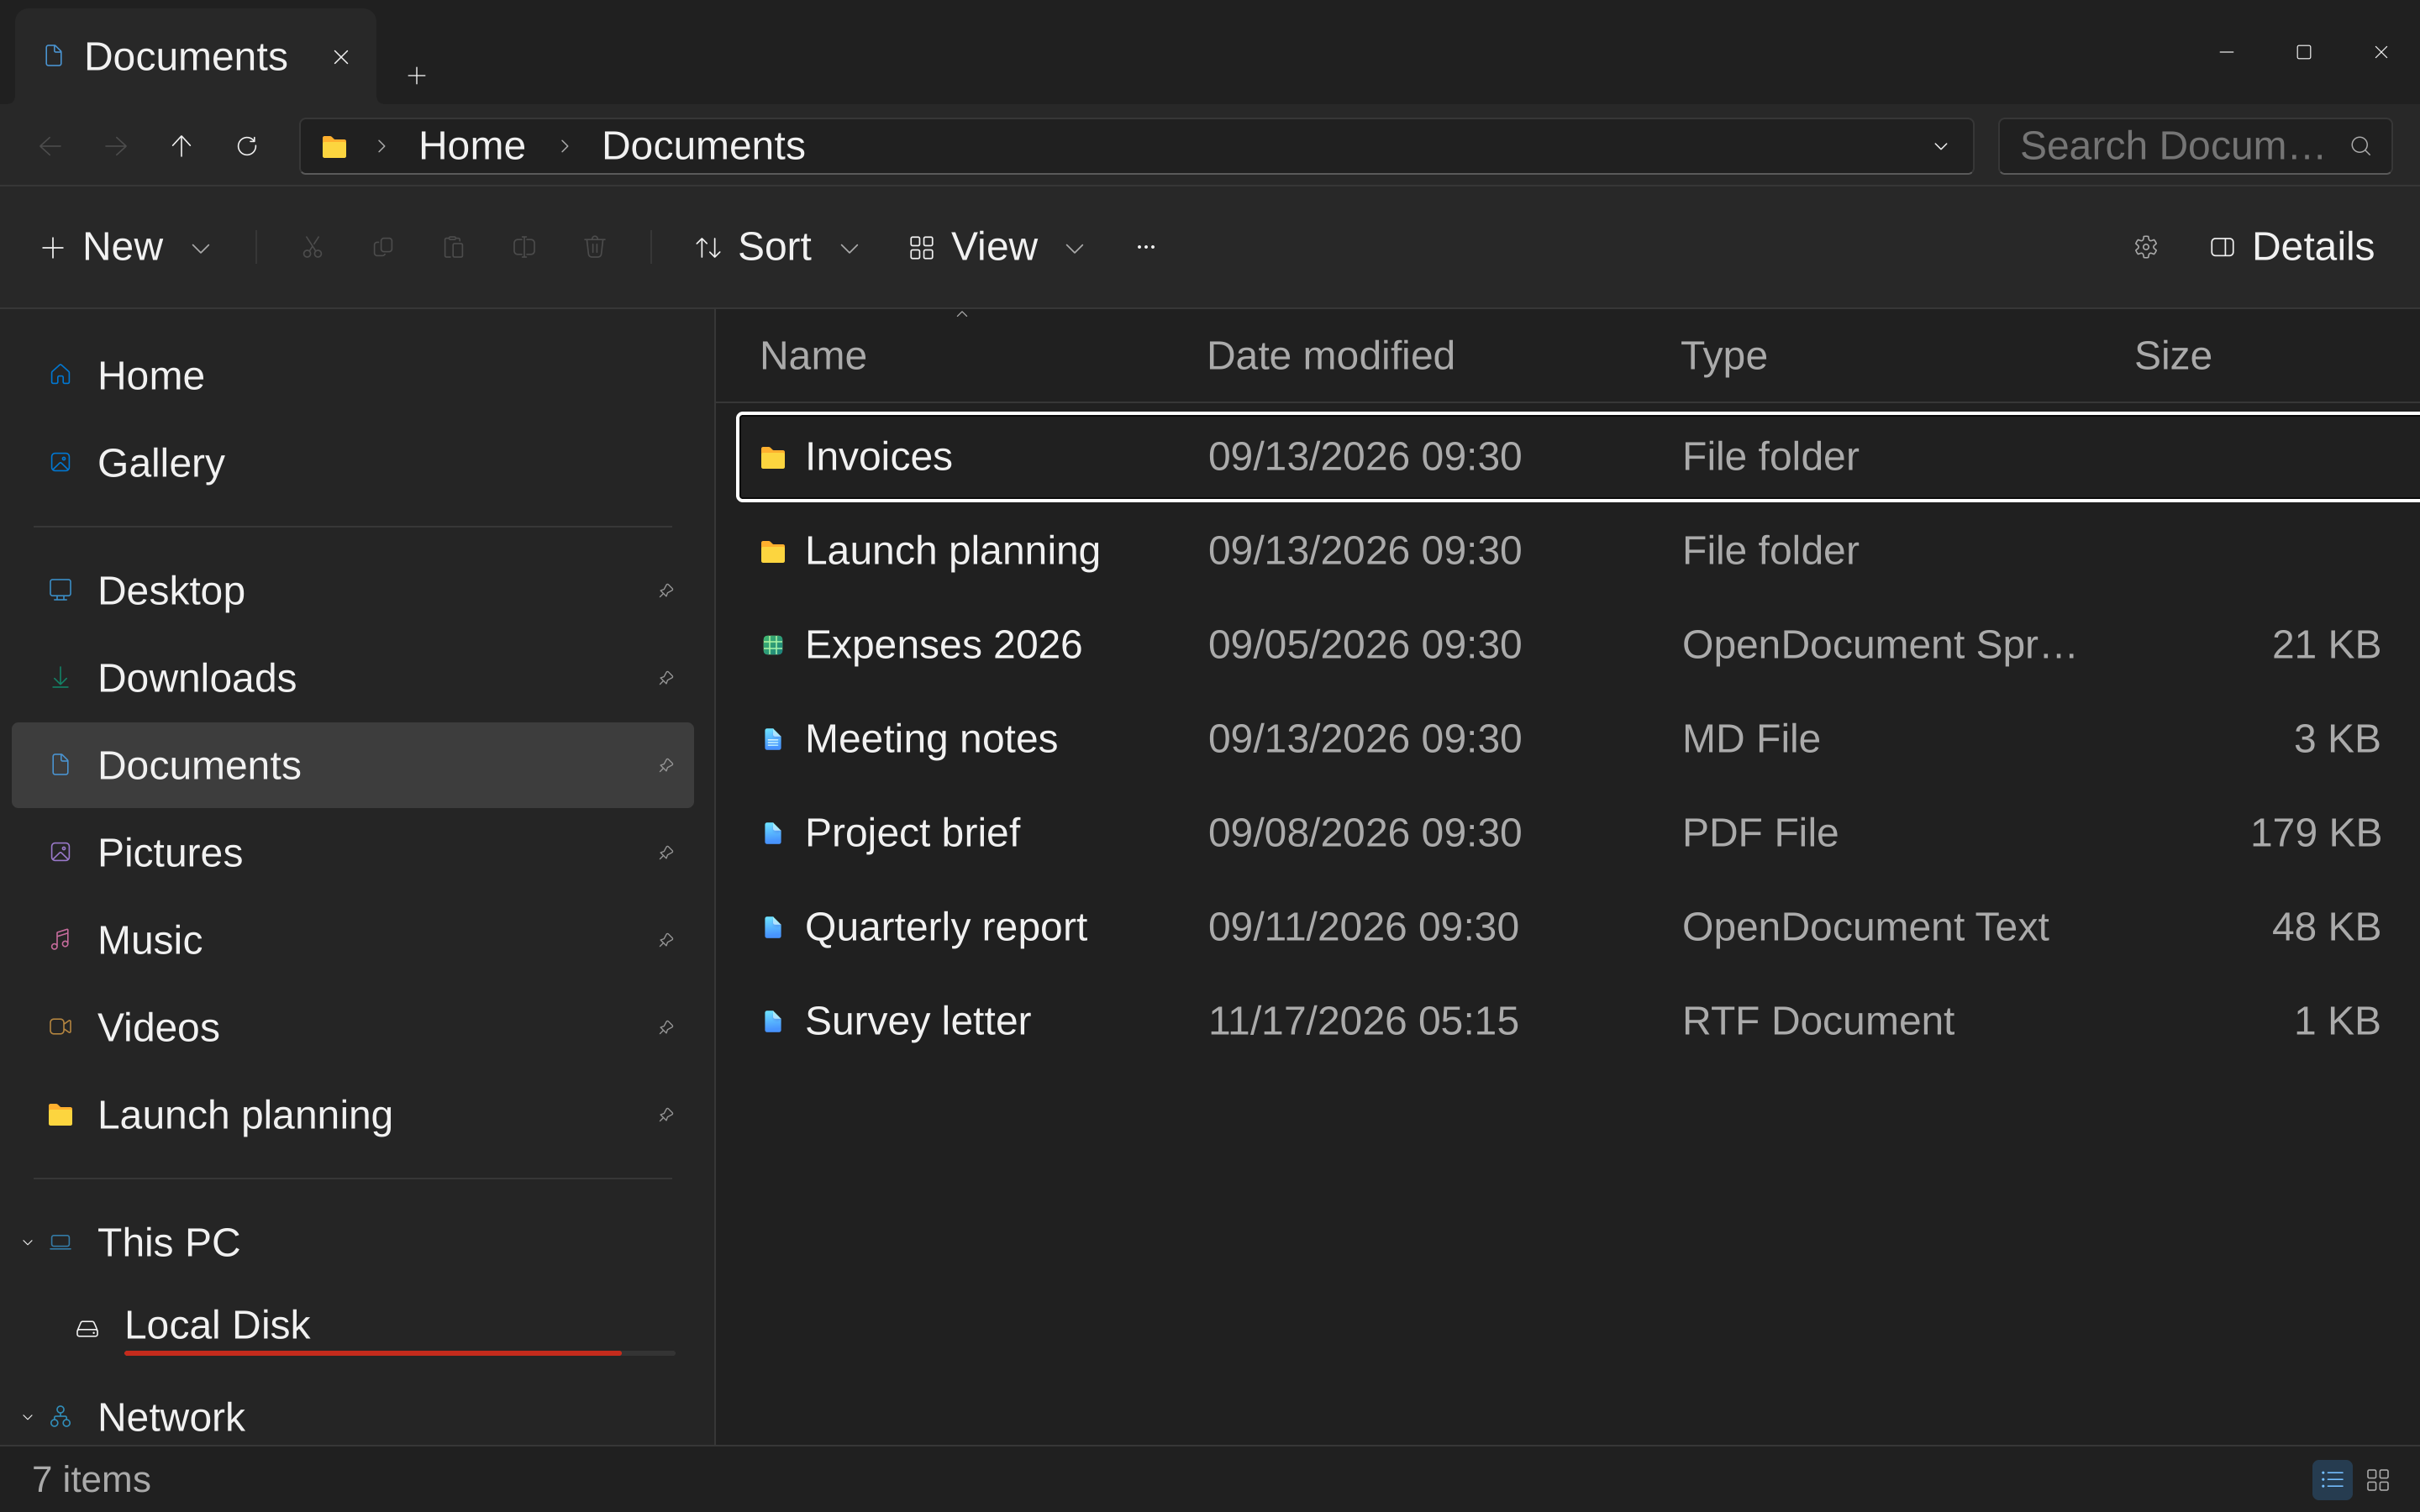 Documents
Home
Documents
Search Docum…
New
Sort
View
Details
Home
Gallery
Desktop
Downloads
Documents
Pictures
Music
Videos
Launch planning
This PC
Local Disk
Network
Name Date modified Type Size
Invoices 09/13/2026 09:30 File folder
Launch planning 09/13/2026 09:30 File folder
Expenses 2026 09/05/2026 09:30 OpenDocument Spr… 21 KB
Meeting notes 09/13/2026 09:30 MD File 3 KB
Project brief 09/08/2026 09:30 PDF File 179 KB
Quarterly report 09/11/2026 09:30 OpenDocument Text 48 KB
Survey letter 11/17/2026 05:15 RTF Document 1 KB
7 items